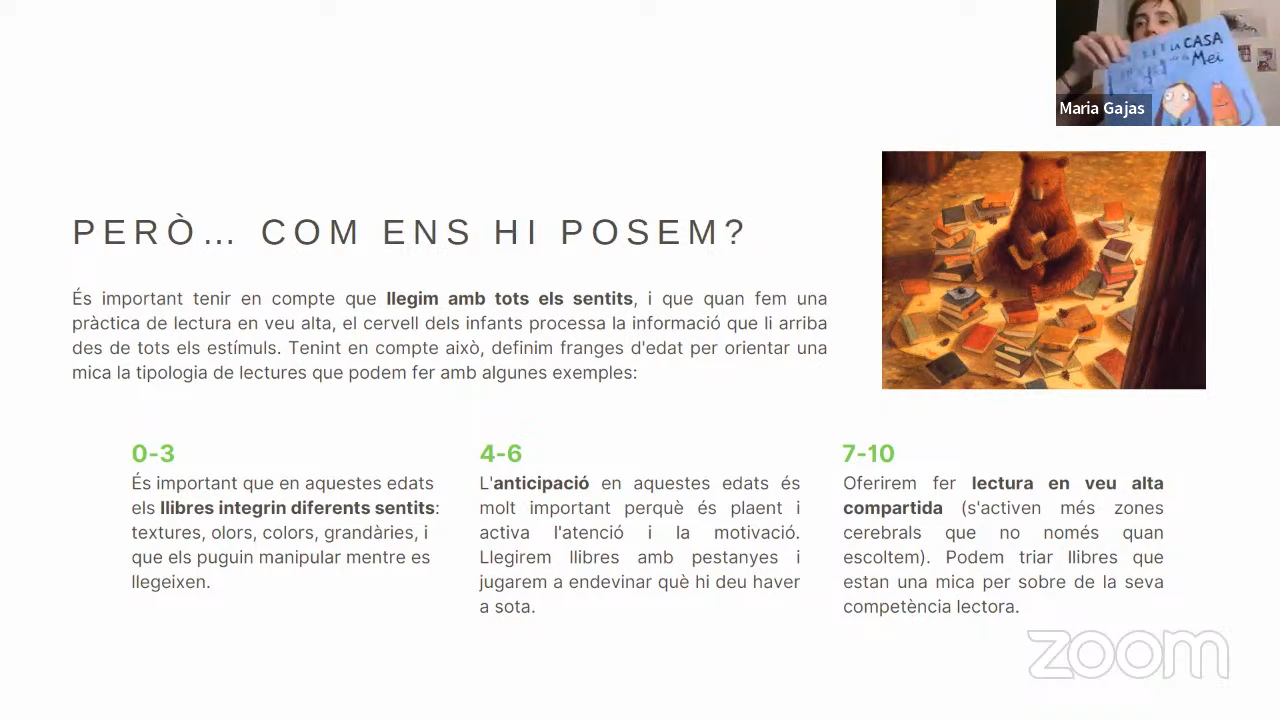 LA CASA
de la Mei
Maria Gajas
PERÒ... COM ENS HI POSEM?
És important tenir en compte que llegim amb tots els sentits, i que quan fem una
pràctica de lectura en veu alta, el cervell dels infants processa la informació que li arriba
des de tots els estímuls. Tenint en compte això, definim franges d'edat per orientar una
mica la tipologia de lectures que podem fer amb algunes exemples:
0-3
És important que en aquestes edats
els llibres integrin diferents sentits:
textures, olors, colors, grandàries, i
que els puguin manipular mentre es
llegeixen.
4-6
L'anticipació en aquestes edats és
molt important perquè és plaent i
activa l'atenció i la motivació.
Llegirem llibres amb pestanyes i
jugarem a endevinar què hi deu haver
a sota.
7-10
Oferirem fer lectura en veu alta
compartida (s'activen més zones
cerebrals que no només quan
escoltem). Podem triar llibres que
estan una mica per sobre de la seva
competència lectora.
zoom